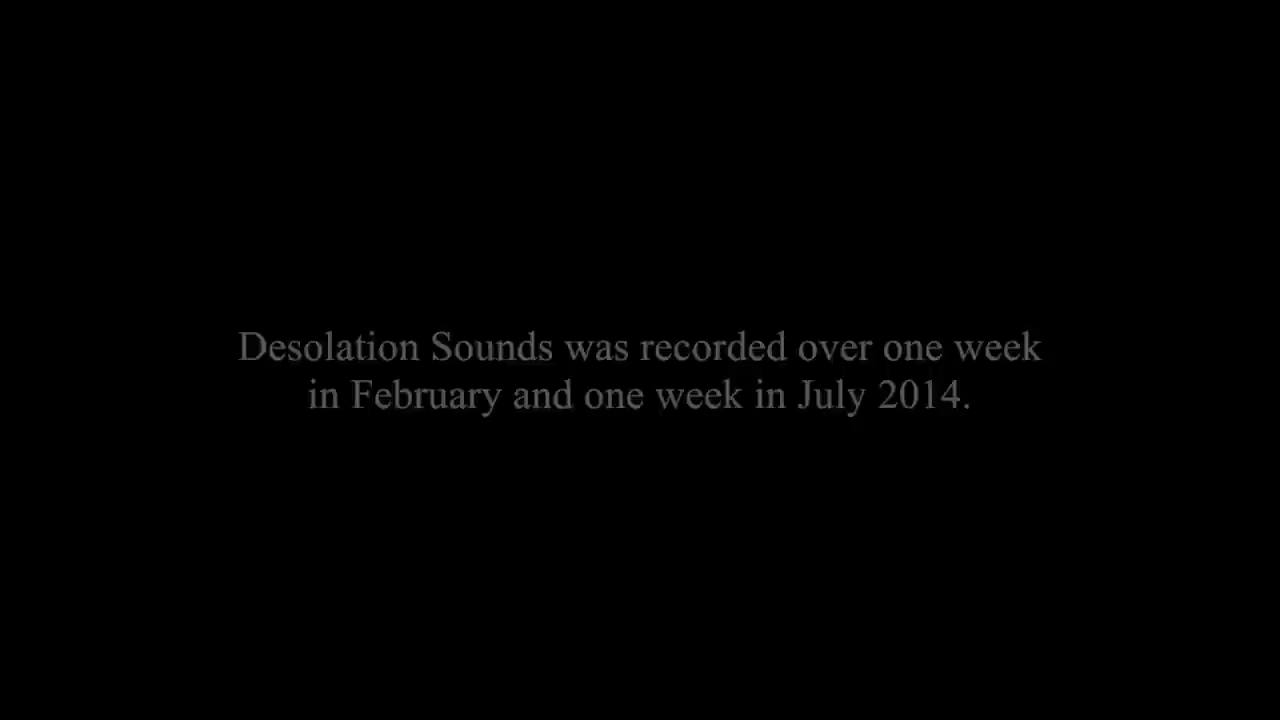 Desolation Sounds was recorded over one week
in February and one week in July 2014.